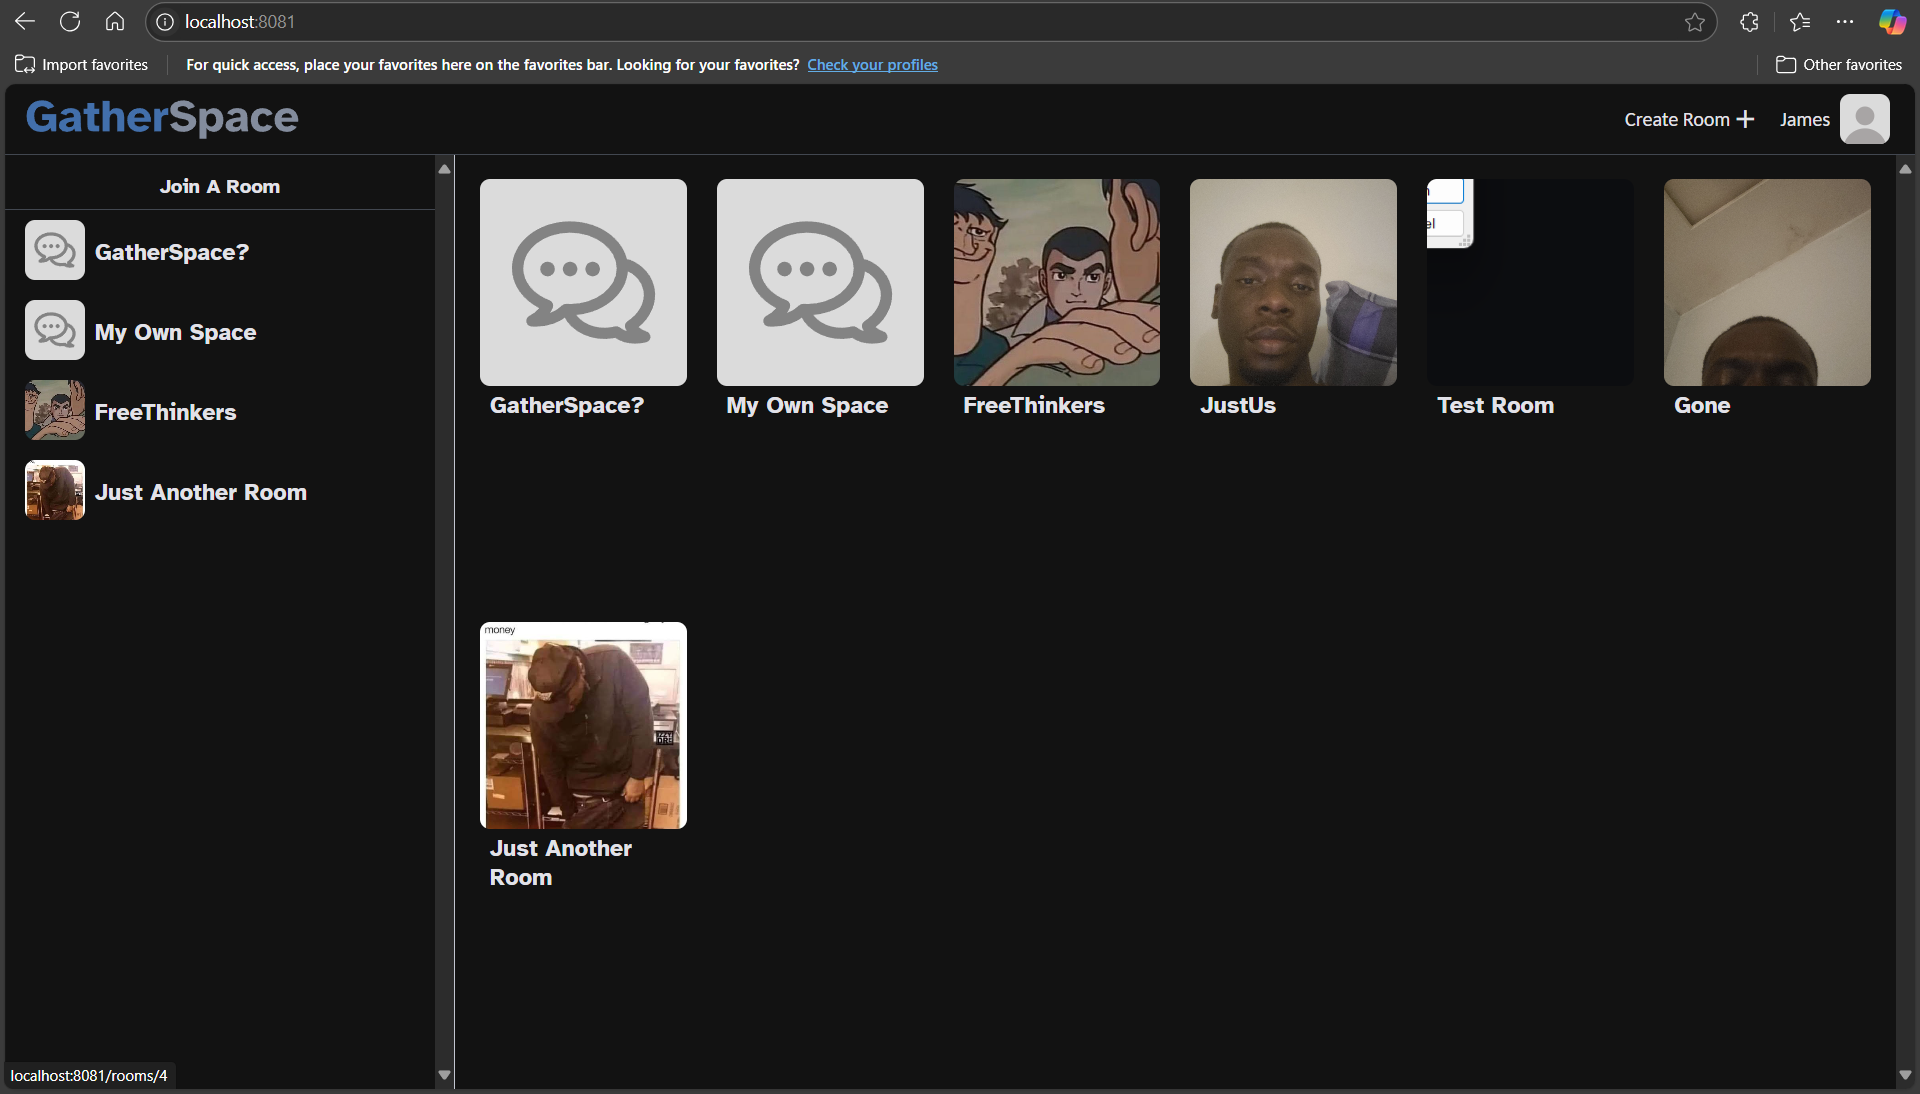 localhost:8081
Import favorites
For quick access, place your favorites here on the favorites bar. Looking for your favorites? Check your profiles
Other favorites
GatherSpace
Create Room
James
Join A Room
GatherSpace?
My Own Space
FreeThinkers
Just Another Room
el
GatherSpace?
My Own Space
FreeThinkers
JustUs
Test Room
Gone
money
Just Another
Room
localhost:8081/rooms/4